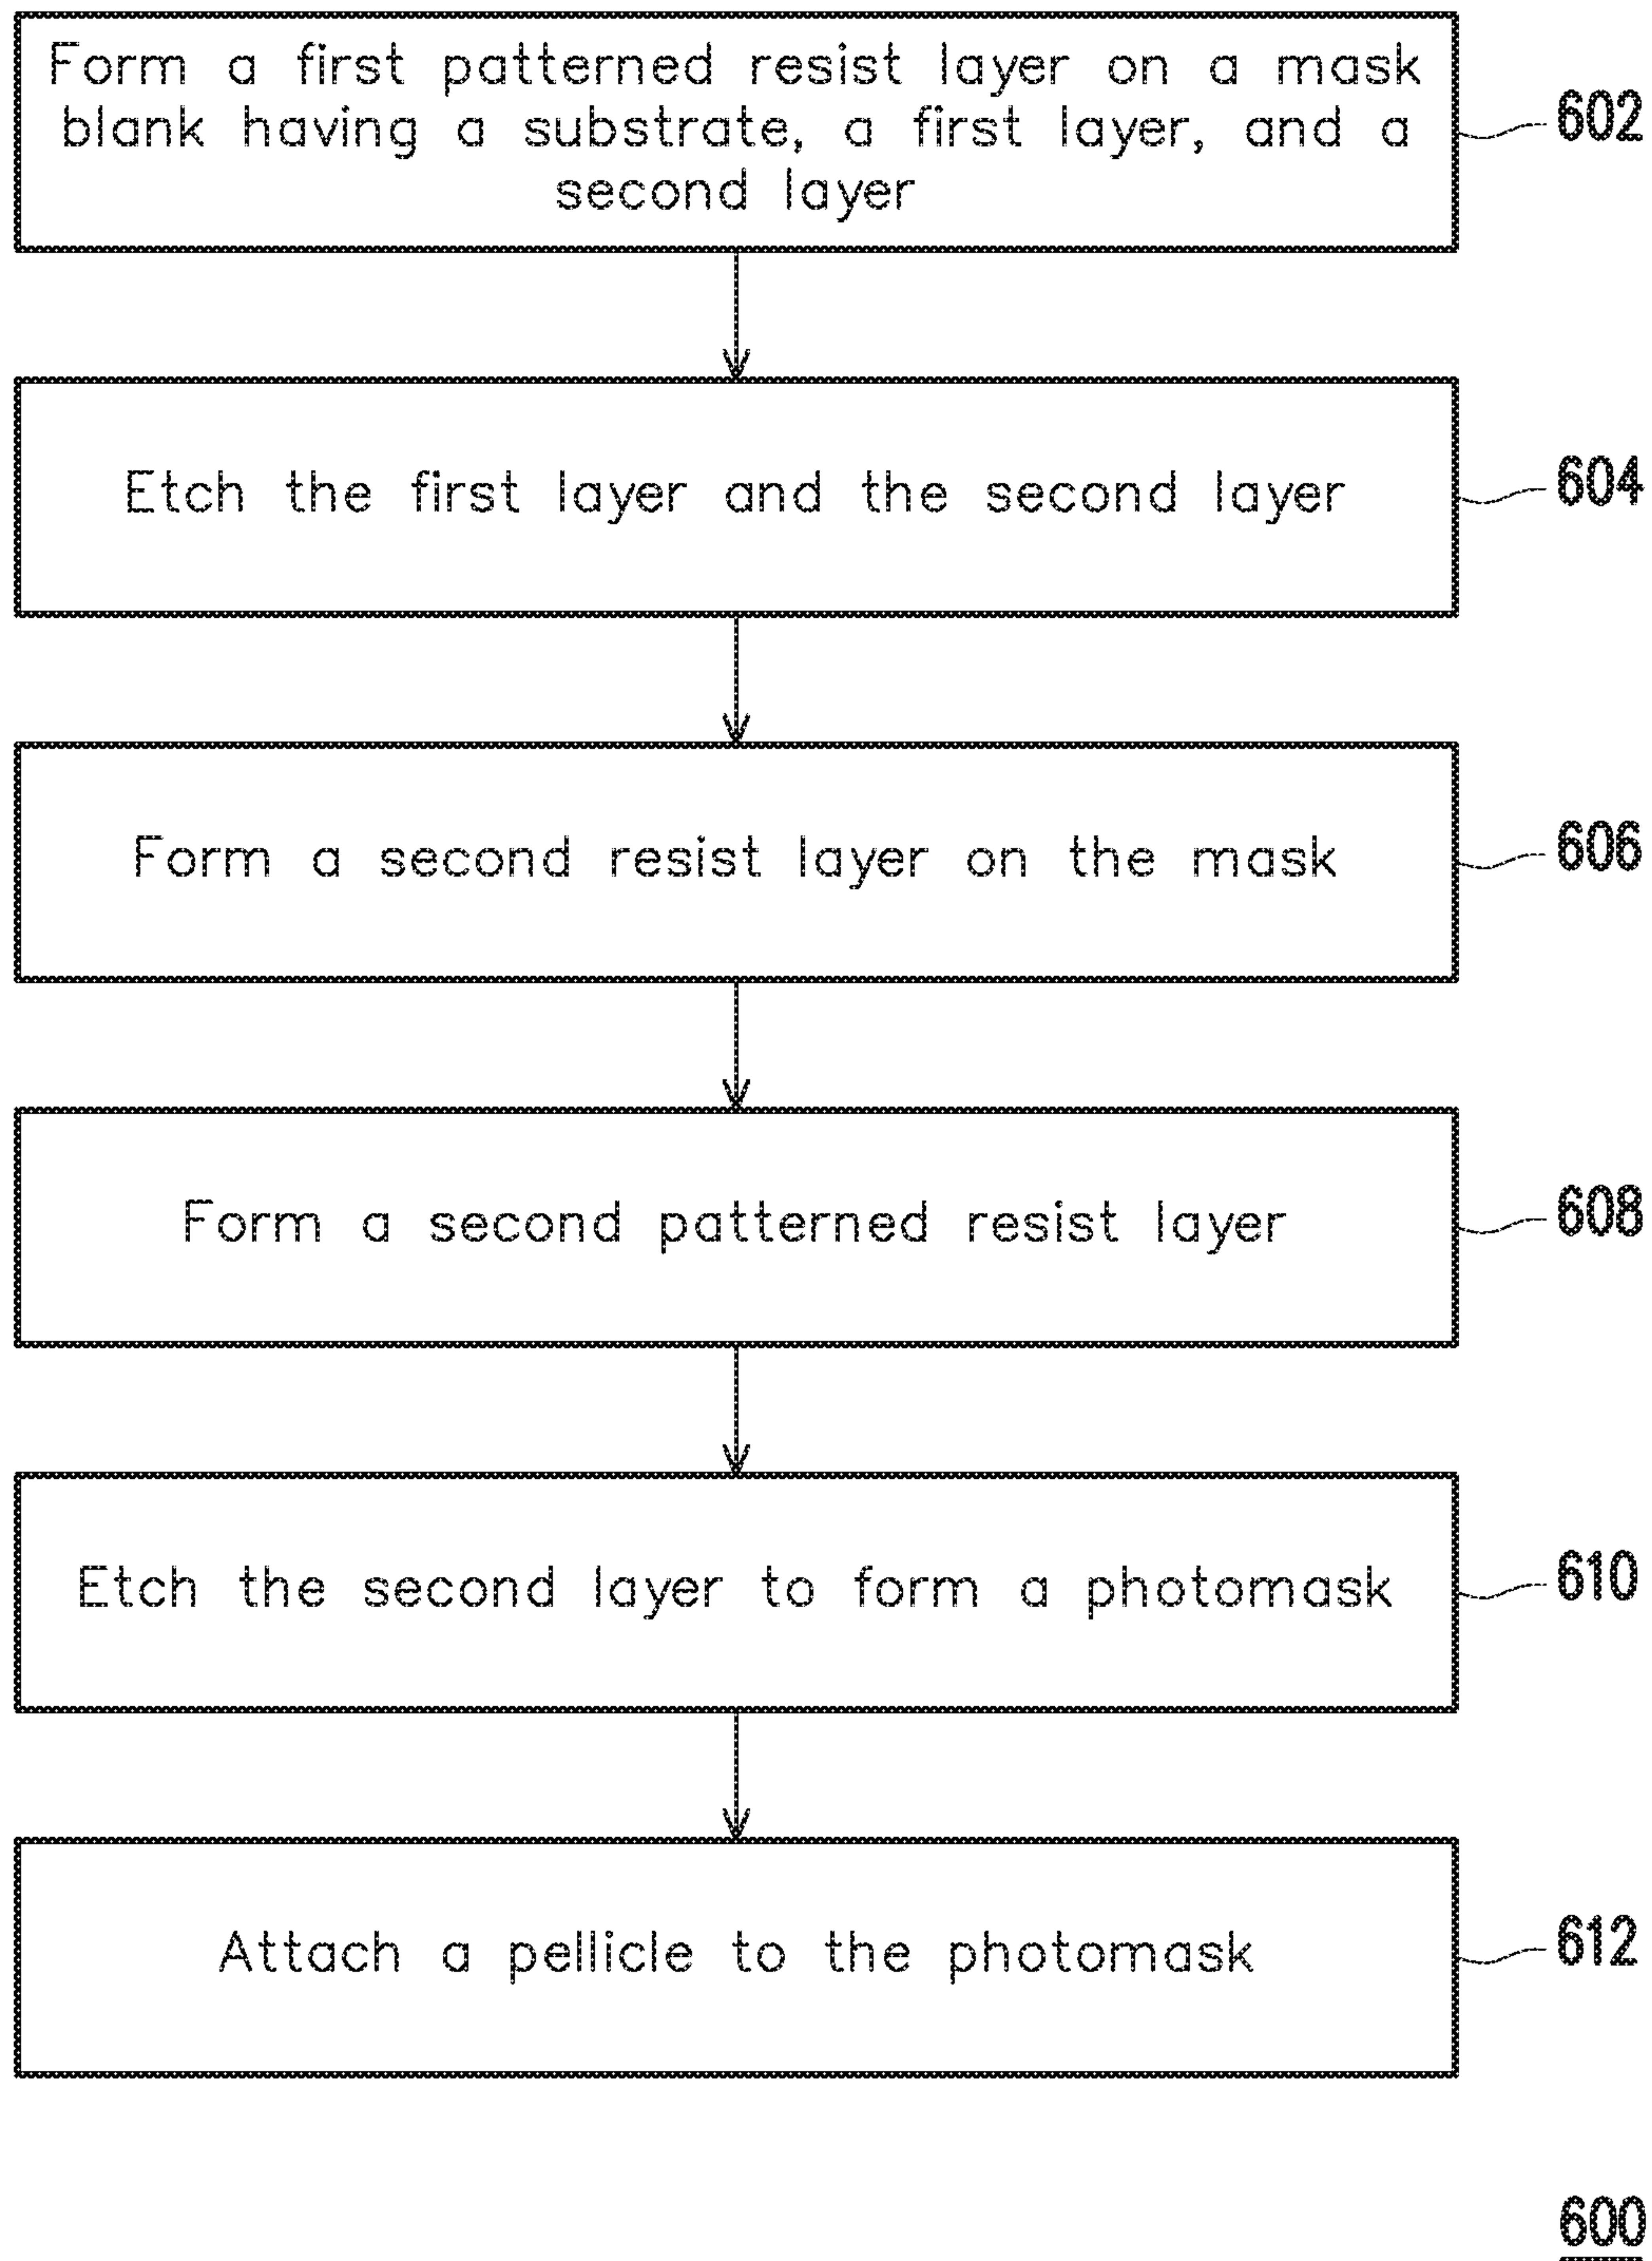 Form a first patterned resist layer on a mask
blank having a substrate, a first layer, and a
second layer
602
Etch the first layer and the second layer
604
Form a second resist layer on the mask
606
Form a second patterned resist layer
608
Etch the second layer to form a photomask
610
Attach a pellicle to the photomask
612
600